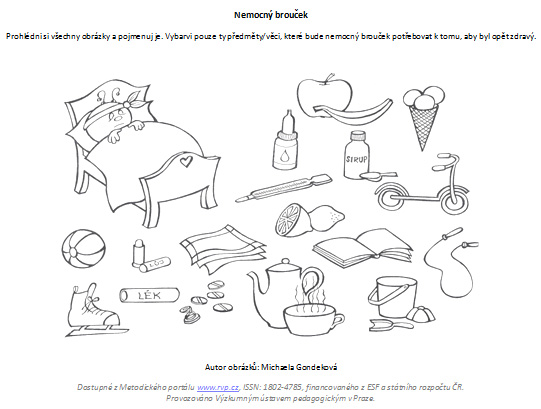 Nemocný brouček
Prohlédni si všechny obrázky a pojmenuj je. Vybarvi pouze ty předměty/věci, které bude nemocný brouček potřebovat k tomu, aby byl opět zdravý.
SIRUP
LÉK
Autor obrázků: Michaela Gondeková
Dostupné z Metodického portálu www.rvp.cz, ISSN: 1802-4785, financovaného z ESF a státního rozpočtu ČR.
Provozováno Výzkumným ústavem pedagogickým v Praze.